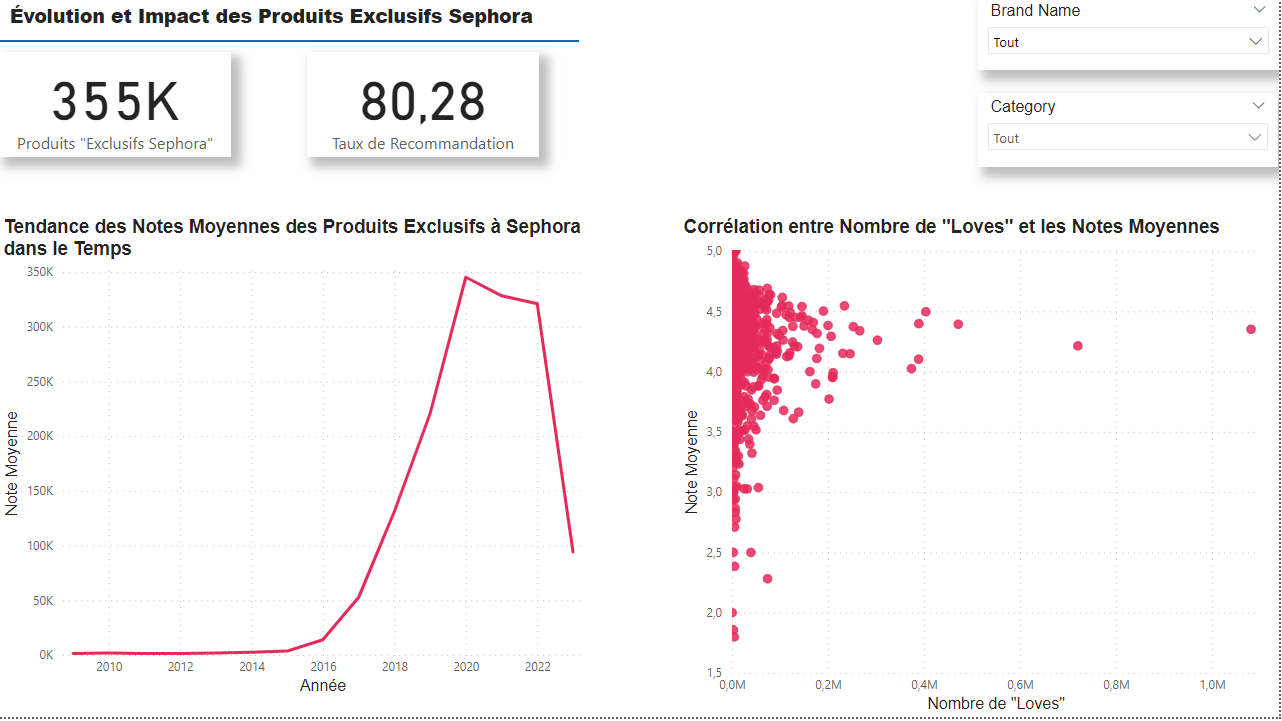 Évolution et Impact des Produits Exclusifs Sephora
355K
Produits "Exclusifs Sephora"
80,28
Taux de Recommandation
Brand Name
Tout
Category
Tout
Tendance des Notes Moyennes des Produits Exclusifs à Sephora
dans le Temps
350K
300K
250K
200K
150K
100K
50K
0K
Note Moyenne
2010
2012
2014
2016
2018
2020
2022
Année
Corrélation entre Nombre de "Loves" et les Notes Moyennes
5,0
4,5
4,0
3,5
3,0
2,5
2,0
1,5
Note Moyenne
0,0M
0,2M
0,4M
0,6M
0,8M
1,0M
Nombre de "Loves"